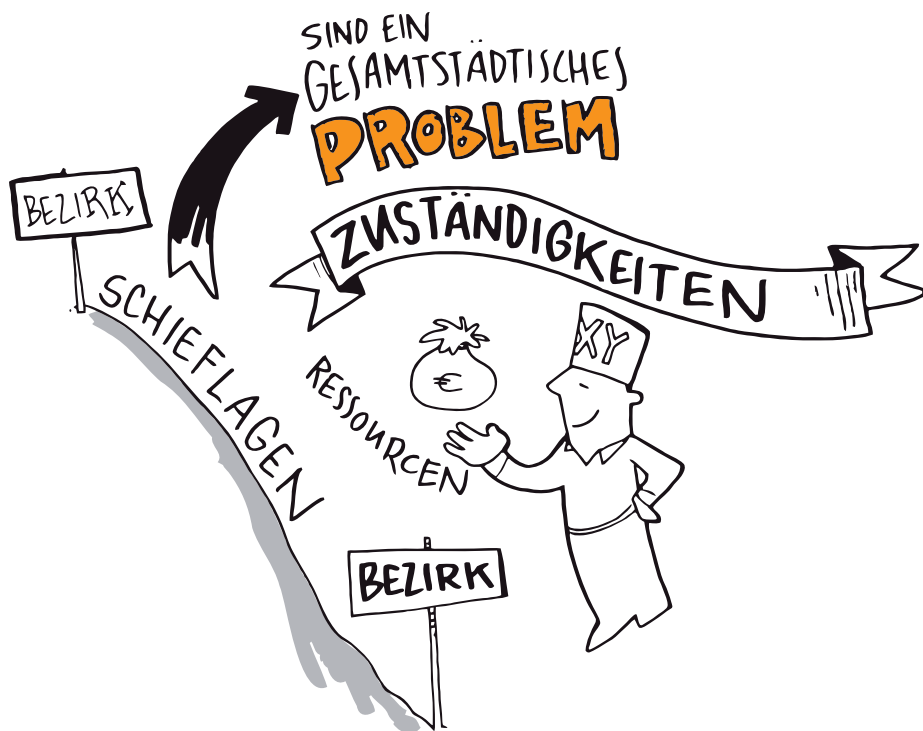 SIND EIN
GESAMTSTÄDTISCHES
PROBLEM
BEZIRK
ZUSTÄNDIGKEITEN
SCHIEFLAGEN
XY
€
RESSOURCEN
BEZIRK